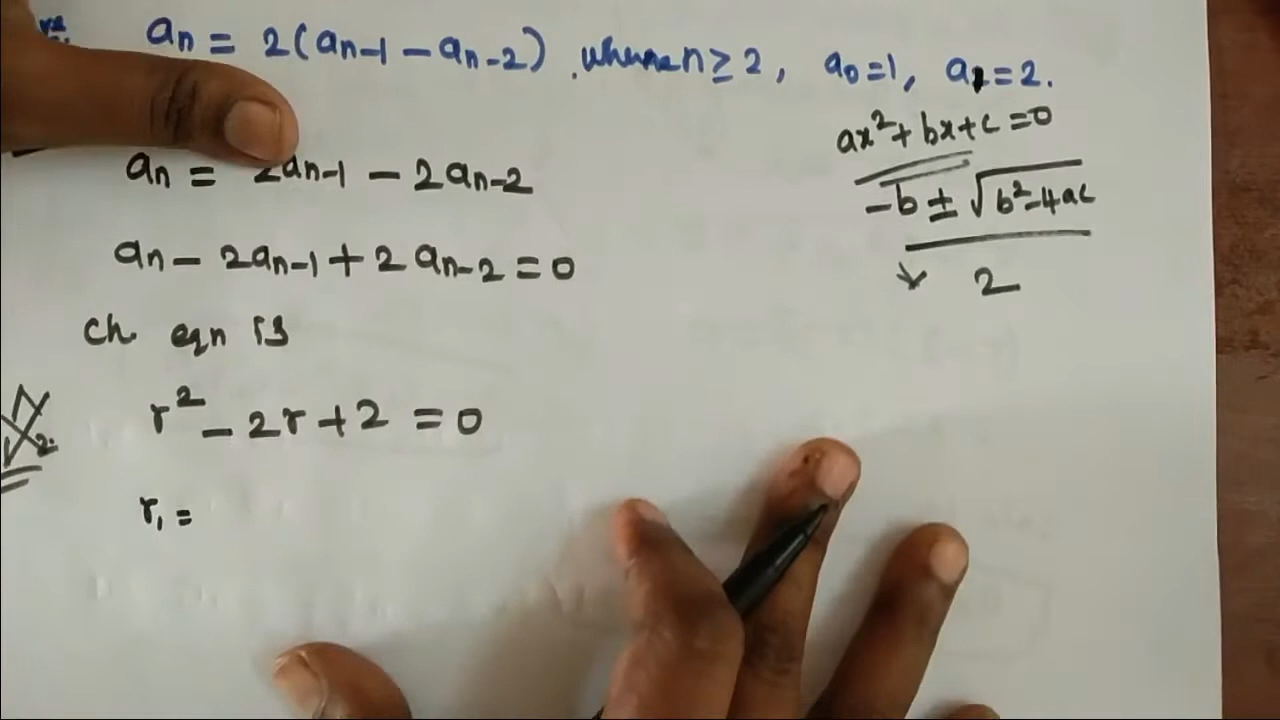 aₙ = 2(aₙ₋₁ − aₙ₋₂), where n ≥ 2, a₀ = 1, a₁ = 2.
ax² + bx + c = 0
aₙ = 2aₙ₋₁ − 2aₙ₋₂
−b ± √b² − 4ac
2
aₙ − 2aₙ₋₁ + 2aₙ₋₂ = 0
ch. eqn is
r² − 2r + 2 = 0
2.
r₁ =